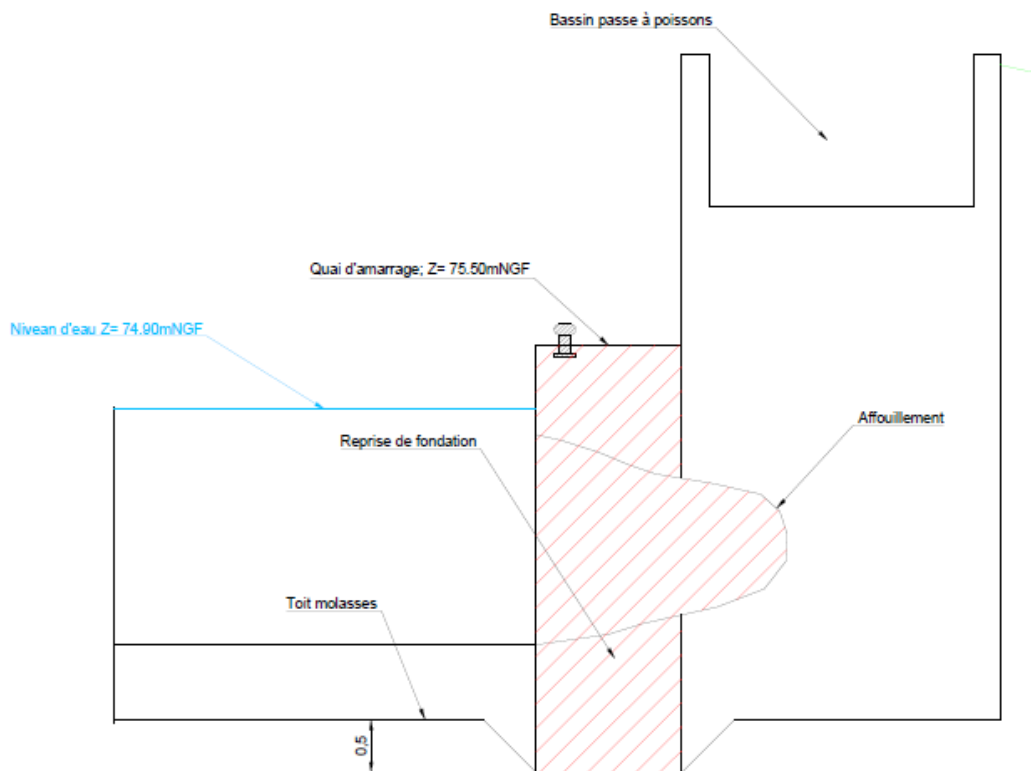 Bassin passe à poissons
Quai d'amarrage; Z= 75.50mNGF
Nivean d'eau Z= 74.90mNGF
Affouillement
Reprise de fondation
Toit molasses
0,5